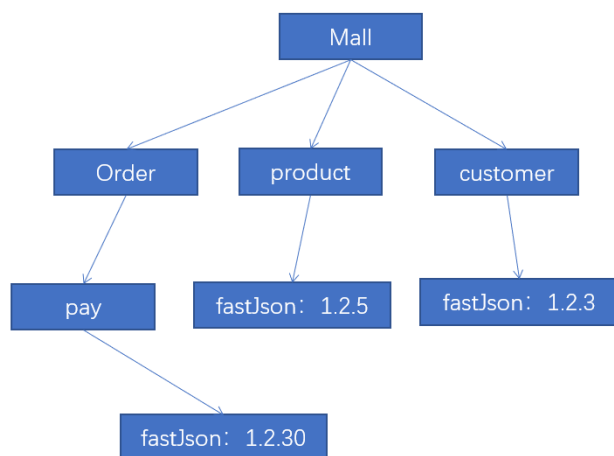 Mall
Order
product
customer
pay
fastJson：1.2.5
fastJson：1.2.3
fastJson：1.2.30